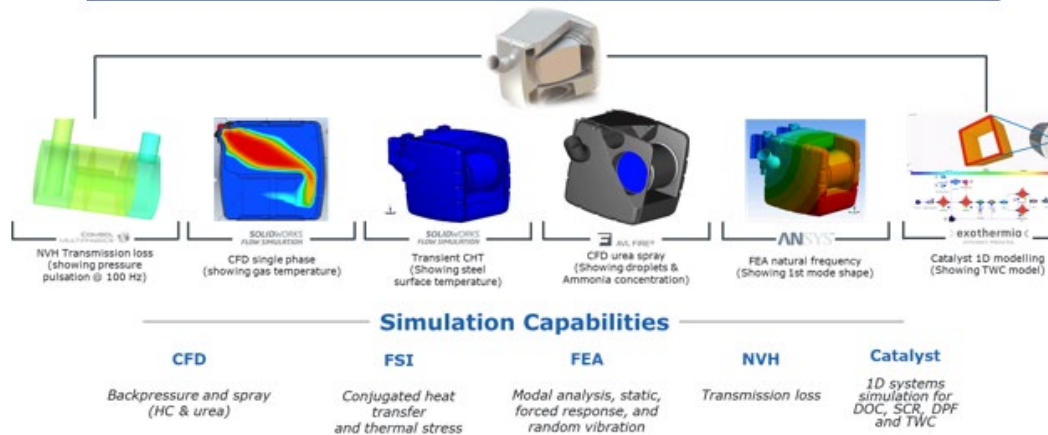 COMSOL
MULTIPHYSICS
NVH Transmission loss
(showing pressure
pulsation @ 100 Hz)
SOLIDWORKS
FLOW SIMULATION
CFD single phase
(showing gas temperature)
SOLIDWORKS
FLOW SIMULATION
Transient CHT
(Showing steel
surface temperature)
AVL FIRE®
CFD urea spray
(Showing droplets &
Ammonia concentration)
ANSYS
FEA natural frequency
(Showing 1st mode shape)
exothermia
Catalyst 1D modelling
(Showing TWC model)
Simulation Capabilities
CFD
Backpressure and spray
(HC & urea)
FSI
Conjugated heat
transfer
and thermal stress
FEA
Modal analysis, static,
forced response, and
random vibration
NVH
Transmission loss
Catalyst
1D systems
simulation for
DOC, SCR, DPF
and TWC